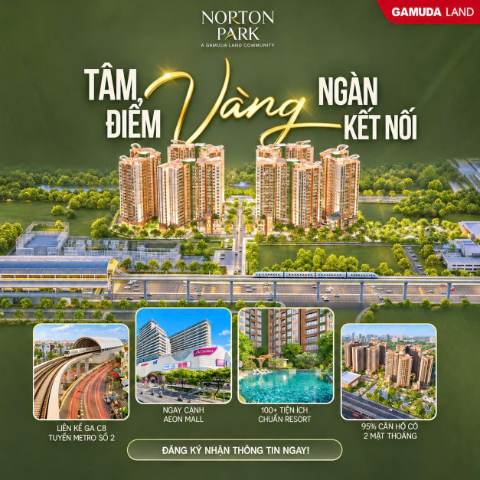 NORTON
PARK
A GAMUDA LAND COMMUNITY
GAMUDA LAND
TÂM
ĐIỂM
Vàng
NGÀN
KẾT NỐI
LIỀN KỀ GA C8
TUYẾN METRO SỐ 2
NGAY CẠNH
AEON MALL
100+ TIỆN ÍCH
CHUẨN RESORT
95% CĂN HỘ CÓ
2 MẶT THOÁNG
ĐĂNG KÝ NHẬN THÔNG TIN NGAY!